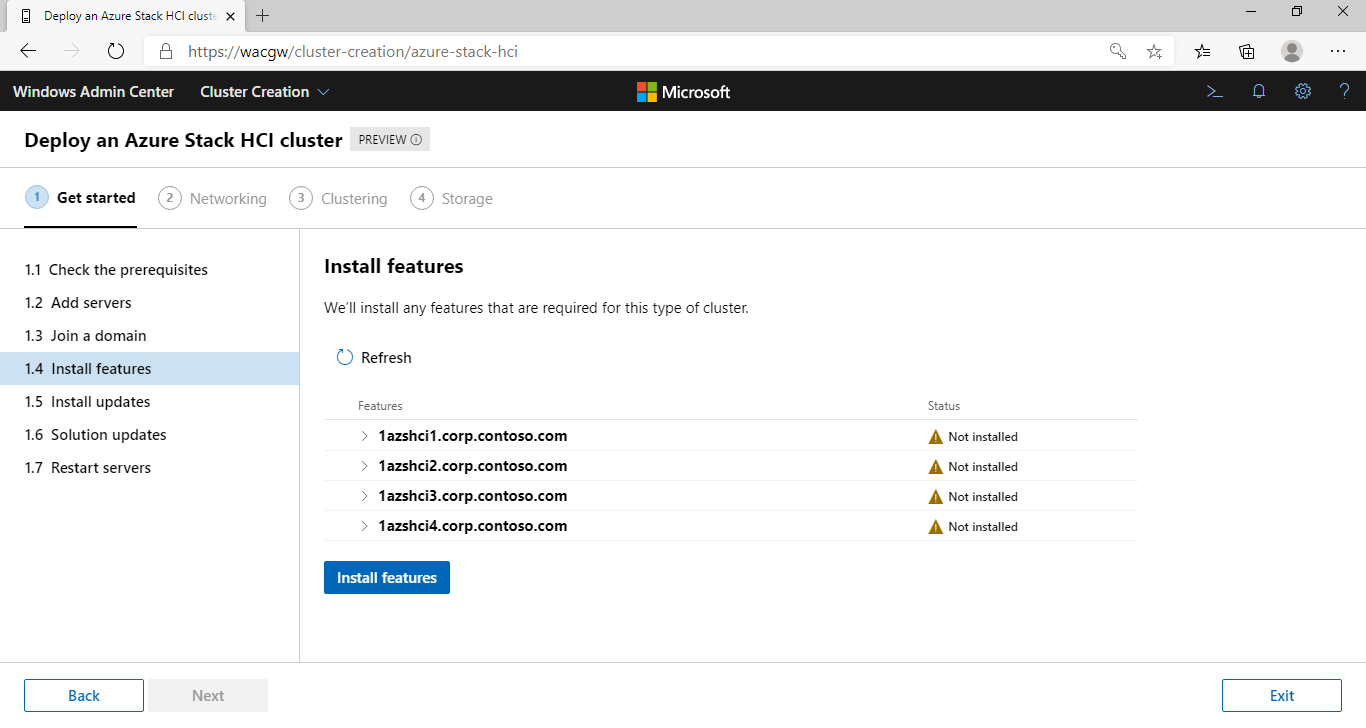 Deploy an Azure Stack HCI cluste
https://wacgw/cluster-creation/azure-stack-hci
Windows Admin Center Cluster Creation Microsoft
Deploy an Azure Stack HCI cluster PREVIEW
1 Get started 2 Networking 3 Clustering 4 Storage
1.1 Check the prerequisites
1.2 Add servers
1.3 Join a domain
1.4 Install features
1.5 Install updates
1.6 Solution updates
1.7 Restart servers
Install features
We'll install any features that are required for this type of cluster.
Refresh
Features Status
1azshci1.corp.contoso.com Not installed
1azshci2.corp.contoso.com Not installed
1azshci3.corp.contoso.com Not installed
1azshci4.corp.contoso.com Not installed
Install features
Back Next Exit